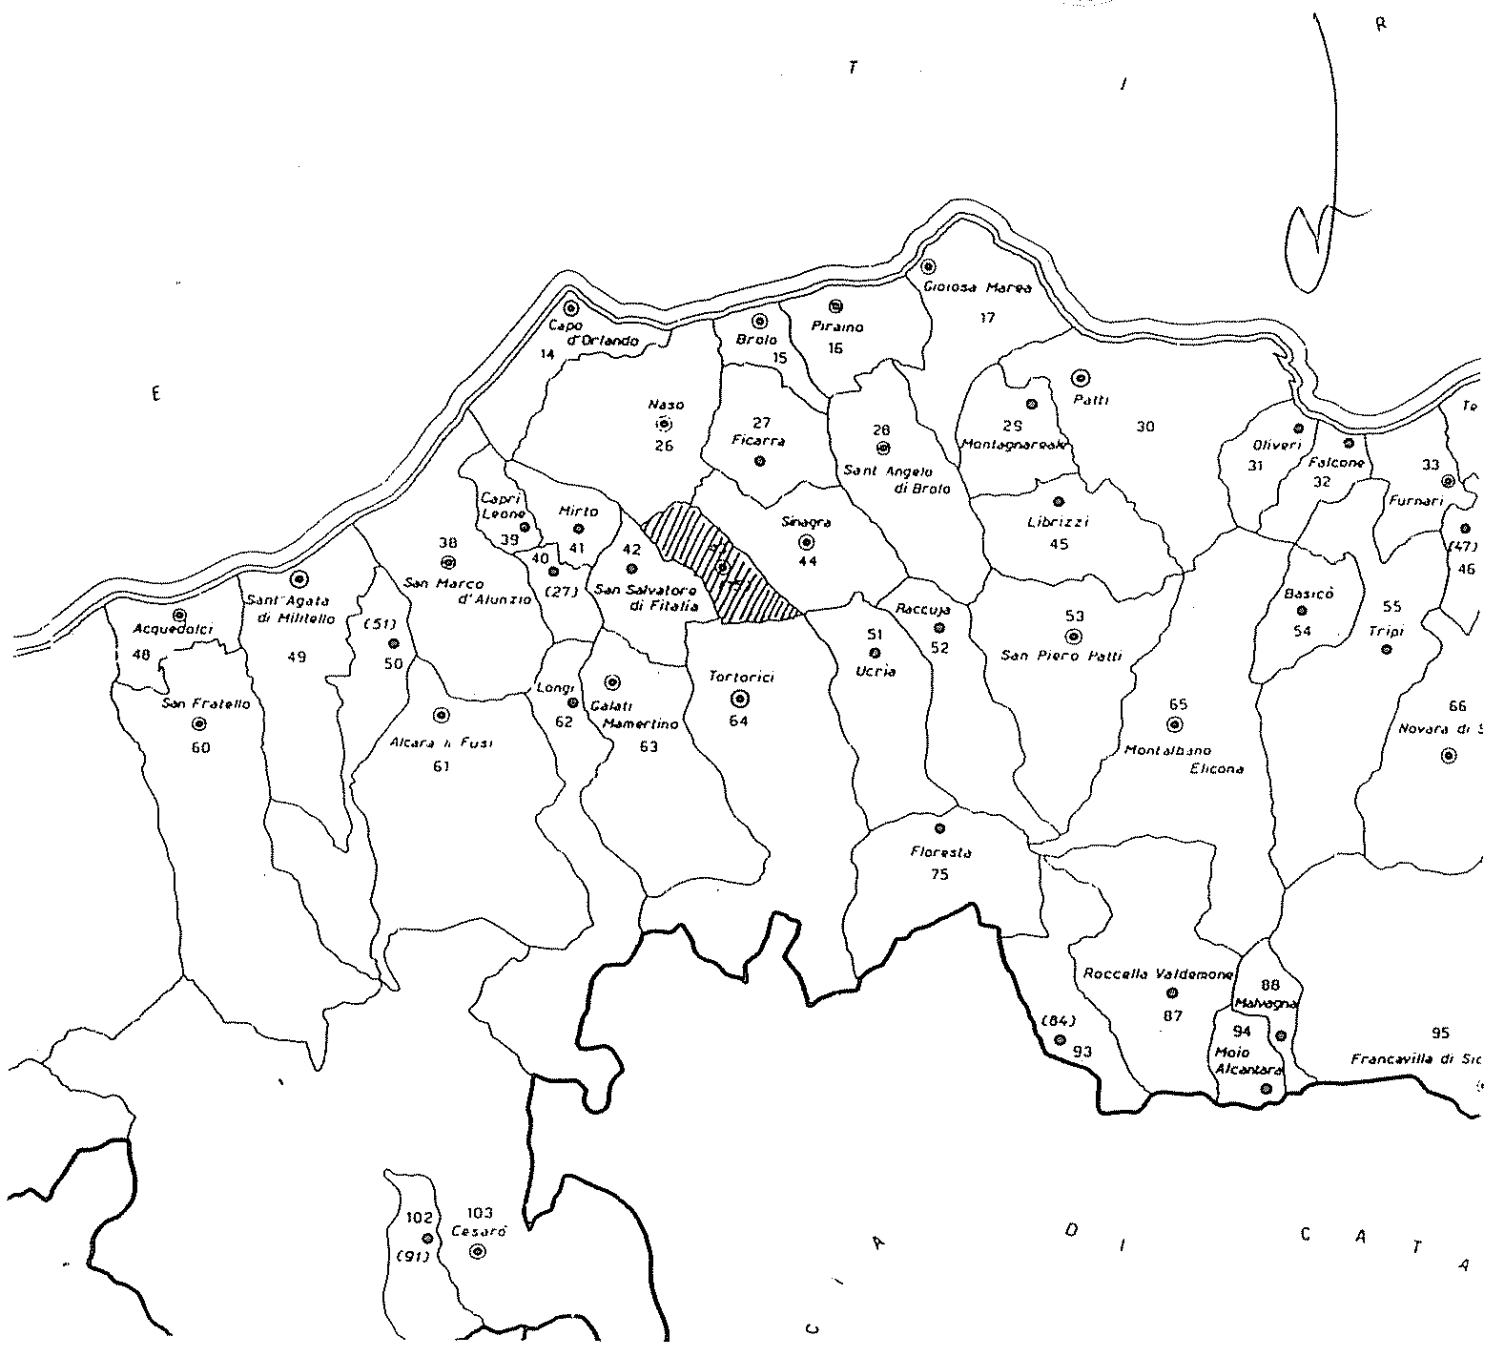 R
T
I
E
Gioiosa Marea
17
Capo
d'Orlando
14
Piraino
16
Brolo
15
Patti
30
Naso
26
27
Ficarra
28
Sant Angelo
di Brolo
29
Montagnareale
Oliveri
31
Falcone
32
33
Furnari
Te
Capri
Leone
39
Mirto
41
Sinagra
44
Librizzi
45
(47)
46
38
San Marco
d'Alunzio
40
(27)
42
San Salvatore
di Fitalia
Sant'Agata
di Militello
49
(51)
50
Acquedolci
48
Raccuja
52
51
Ucria
53
San Piero Patti
Basicò
54
55
Tripi
San Fratello
60
Alcara li Fusi
61
Longi
62
Galati
Mamertino
63
Tortorici
64
65
Montalbano
Elicona
66
Novara di S
Floresta
75
Roccella Valdemone
87
88
Malvagna
(84)
93
94
Moio
Alcantara
95
Francavilla di Sic
102
(91)
103
Cesarò
C I A
D I
C A T A